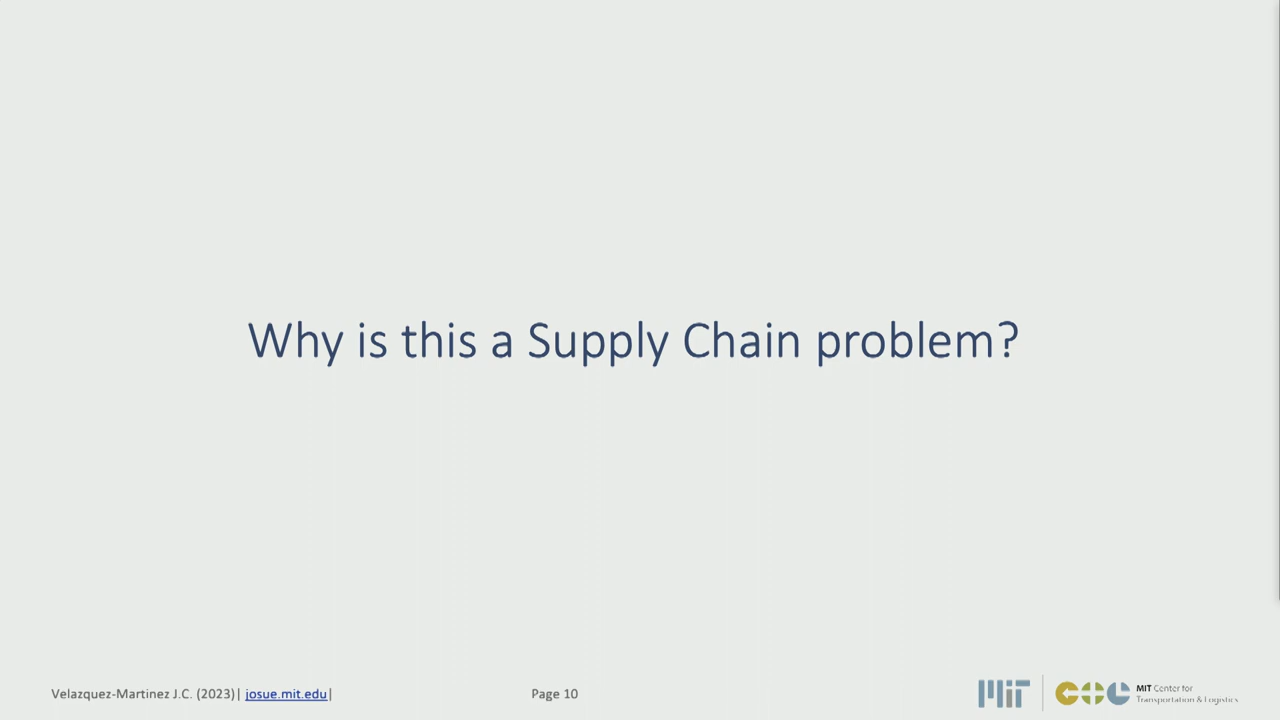 Why is this a Supply Chain problem?
Velazquez-Martinez J.C. (2023)| josue.mit.edu|
Page 10
MIT
MIT Center for
Transportation & Logistics